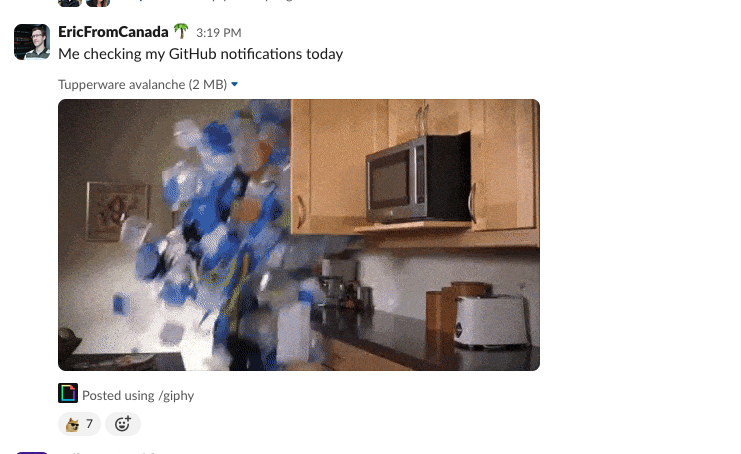 EricFromCanada 3:19 PM
Me checking my GitHub notifications today
Tupperware avalanche (2 MB)
Posted using /giphy
7